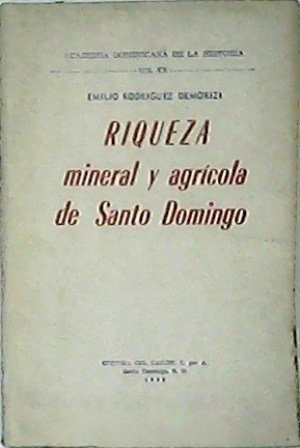 ACADEMIA DOMINICANA DE LA HISTORIA
VOL. XX
EMILIO RODRIGUEZ DEMORIZI
RIQUEZA
mineral y agrícola
de Santo Domingo
EDITORA DEL CARIBE, C. por A.
Santo Domingo, R. D.